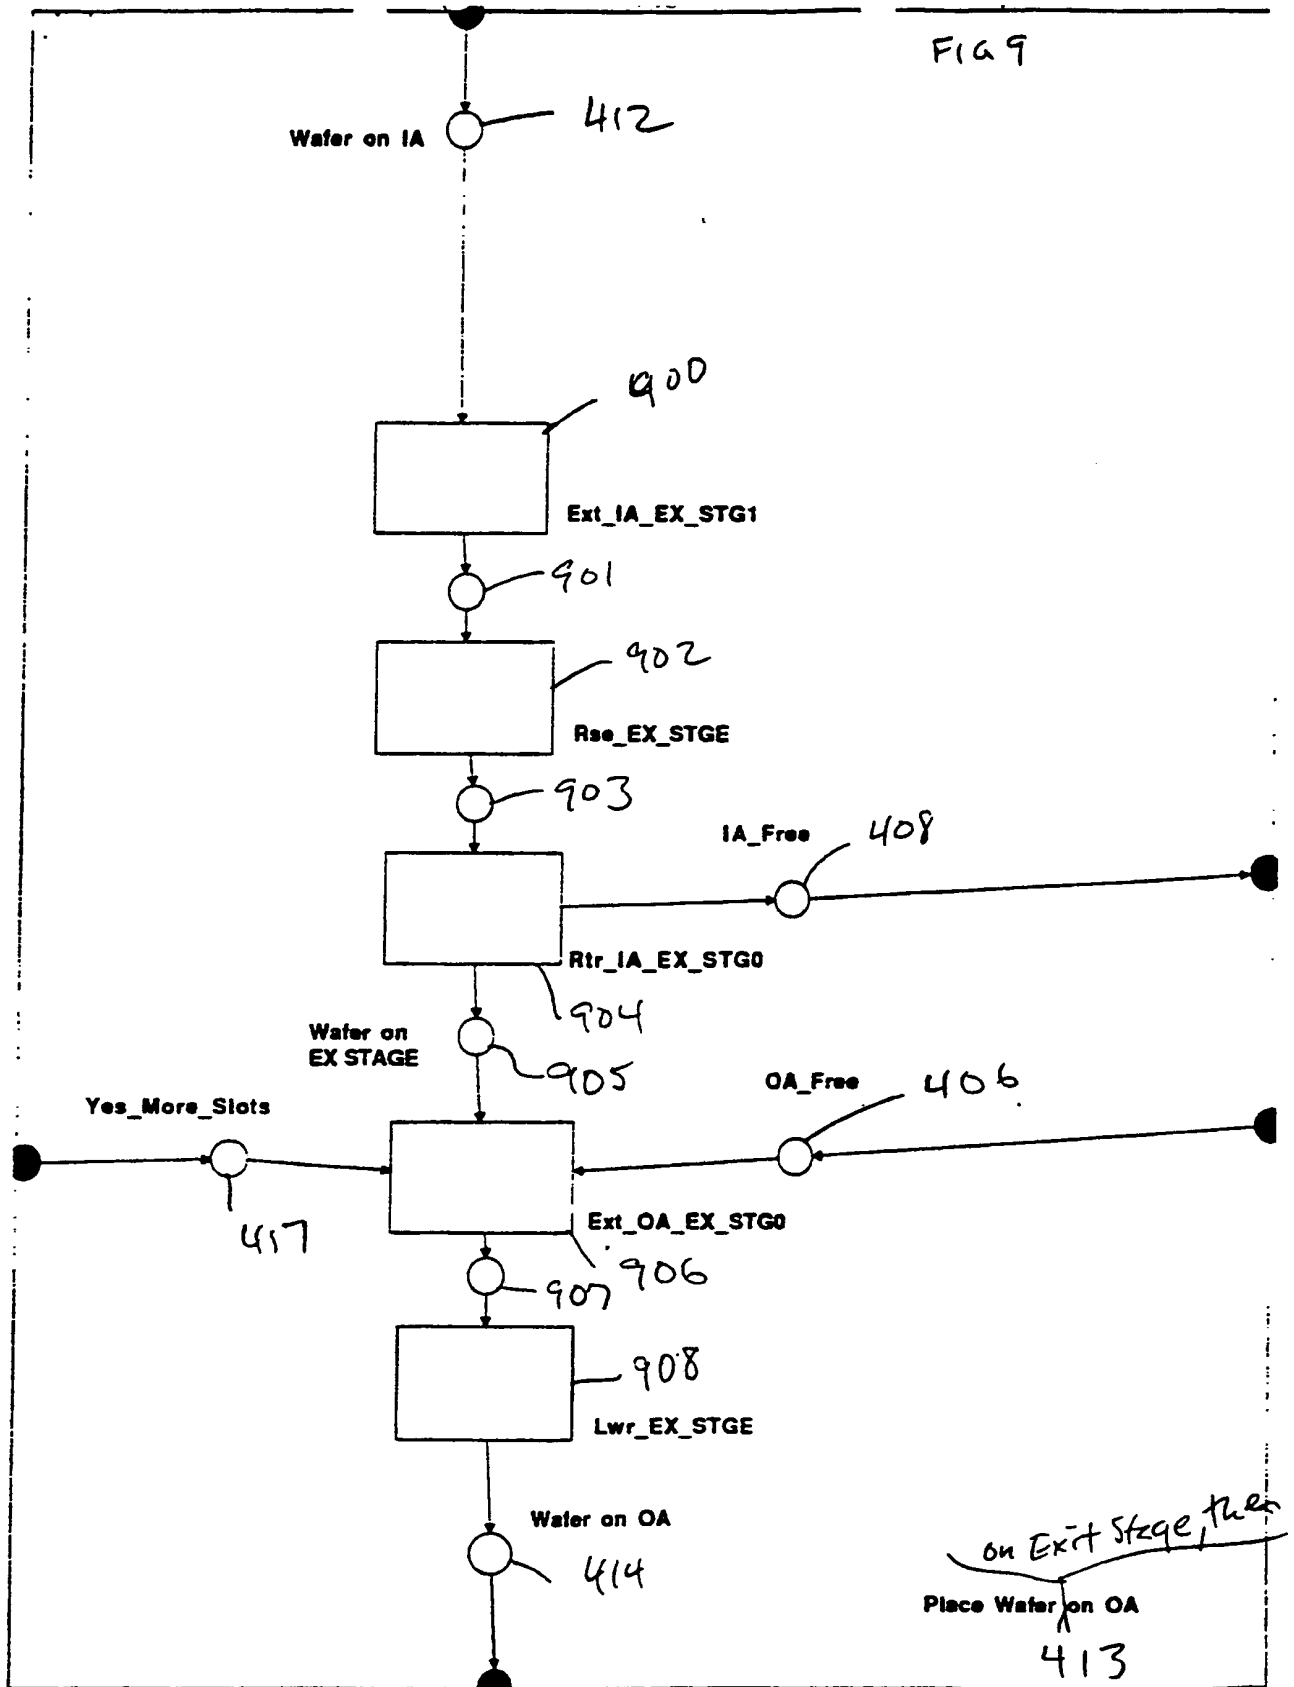 FIG 9
412
Wafer on IA
900
Ext_IA_EX_STG1
901
902
Rse_EX_STGE
903
IA_Free
408
Rtr_IA_EX_STG0
904
Wafer on
EX STAGE
905
OA_Free
406
Yes_More_Slots
417
Ext_OA_EX_STG0
906
907
908
Lwr_EX_STGE
Wafer on OA
414
on Exit Stage, then
Place Wafer on OA
413